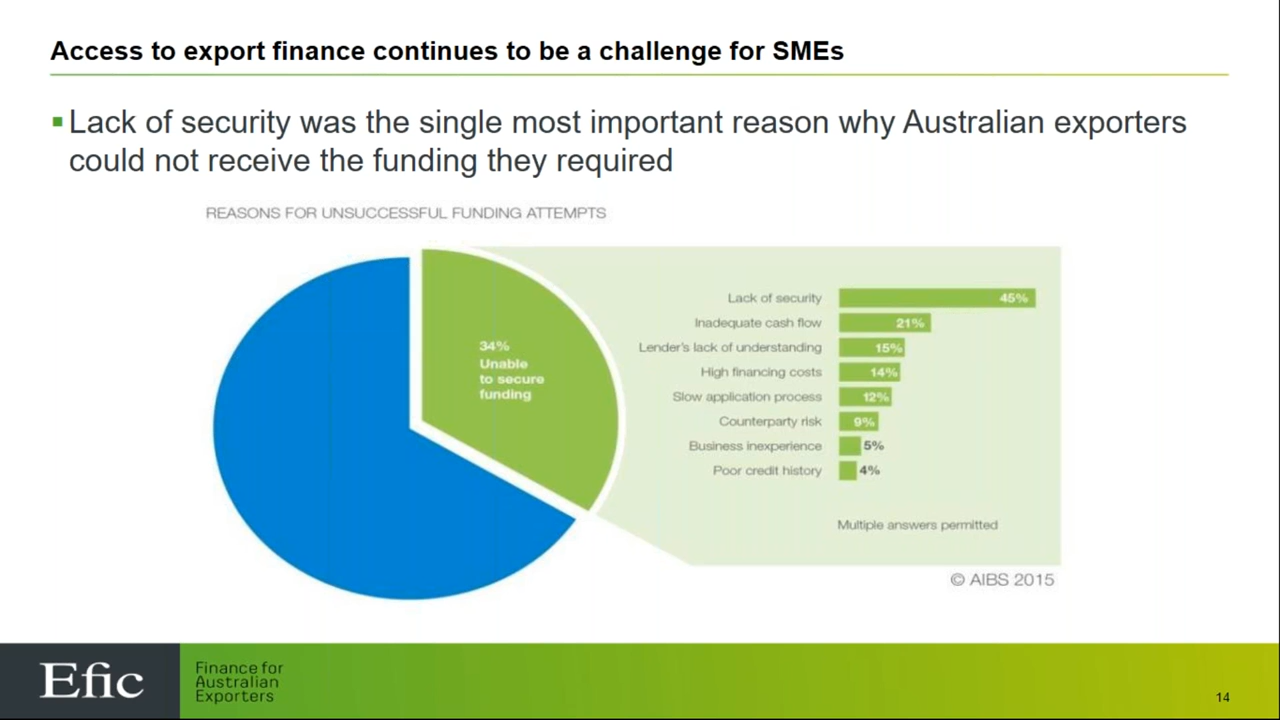 Access to export finance continues to be a challenge for SMEs
Lack of security was the single most important reason why Australian exporters
could not receive the funding they required
REASONS FOR UNSUCCESSFUL FUNDING ATTEMPTS
34%
Unable
to secure
funding
Lack of security 45%
Inadequate cash flow 21%
Lender's lack of understanding 15%
High financing costs 14%
Slow application process 12%
Counterparty risk 9%
Business inexperience 5%
Poor credit history 4%
Multiple answers permitted
© AIBS 2015
Efic
Finance for
Australian
Exporters
14